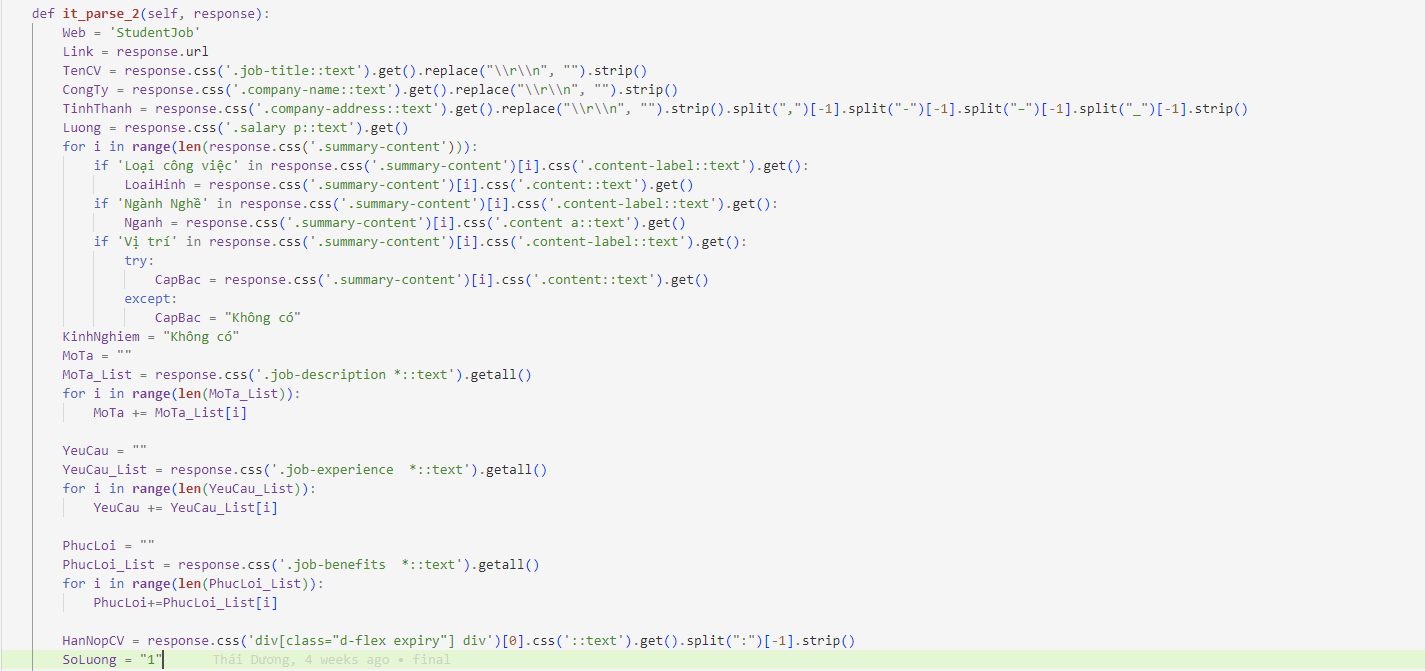 def it_parse_2(self, response):
    Web = 'StudentJob'
    Link = response.url
    TenCV = response.css('.job-title::text').get().replace("\\r\\n", "").strip()
    CongTy = response.css('.company-name::text').get().replace("\\r\\n", "").strip()
    TinhThanh = response.css('.company-address::text').get().replace("\\r\\n", "").strip().split(",")[-1].split("-")[-1].split("–")[-1].split("_")[-1].strip()
    Luong = response.css('.salary p::text').get()
    for i in range(len(response.css('.summary-content'))):
        if 'Loại công việc' in response.css('.summary-content')[i].css('.content-label::text').get():
            LoaiHinh = response.css('.summary-content')[i].css('.content::text').get()
        if 'Ngành Nghề' in response.css('.summary-content')[i].css('.content-label::text').get():
            Nganh = response.css('.summary-content')[i].css('.content a::text').get()
        if 'Vị trí' in response.css('.summary-content')[i].css('.content-label::text').get():
            try:
                CapBac = response.css('.summary-content')[i].css('.content::text').get()
            except:
                CapBac = "Không có"
    KinhNghiem = "Không có"
    MoTa = ""
    MoTa_List = response.css('.job-description *::text').getall()
    for i in range(len(MoTa_List)):
        MoTa += MoTa_List[i]

    YeuCau = ""
    YeuCau_List = response.css('.job-experience  *::text').getall()
    for i in range(len(YeuCau_List)):
        YeuCau += YeuCau_List[i]

    PhucLoi = ""
    PhucLoi_List = response.css('.job-benefits  *::text').getall()
    for i in range(len(PhucLoi_List)):
        PhucLoi+=PhucLoi_List[i]

    HanNopCV = response.css('div[class="d-flex expiry"] div')[0].css('::text').get().split(":")[-1].strip()
    SoLuong = "1"    Thái Dương, 4 weeks ago • final